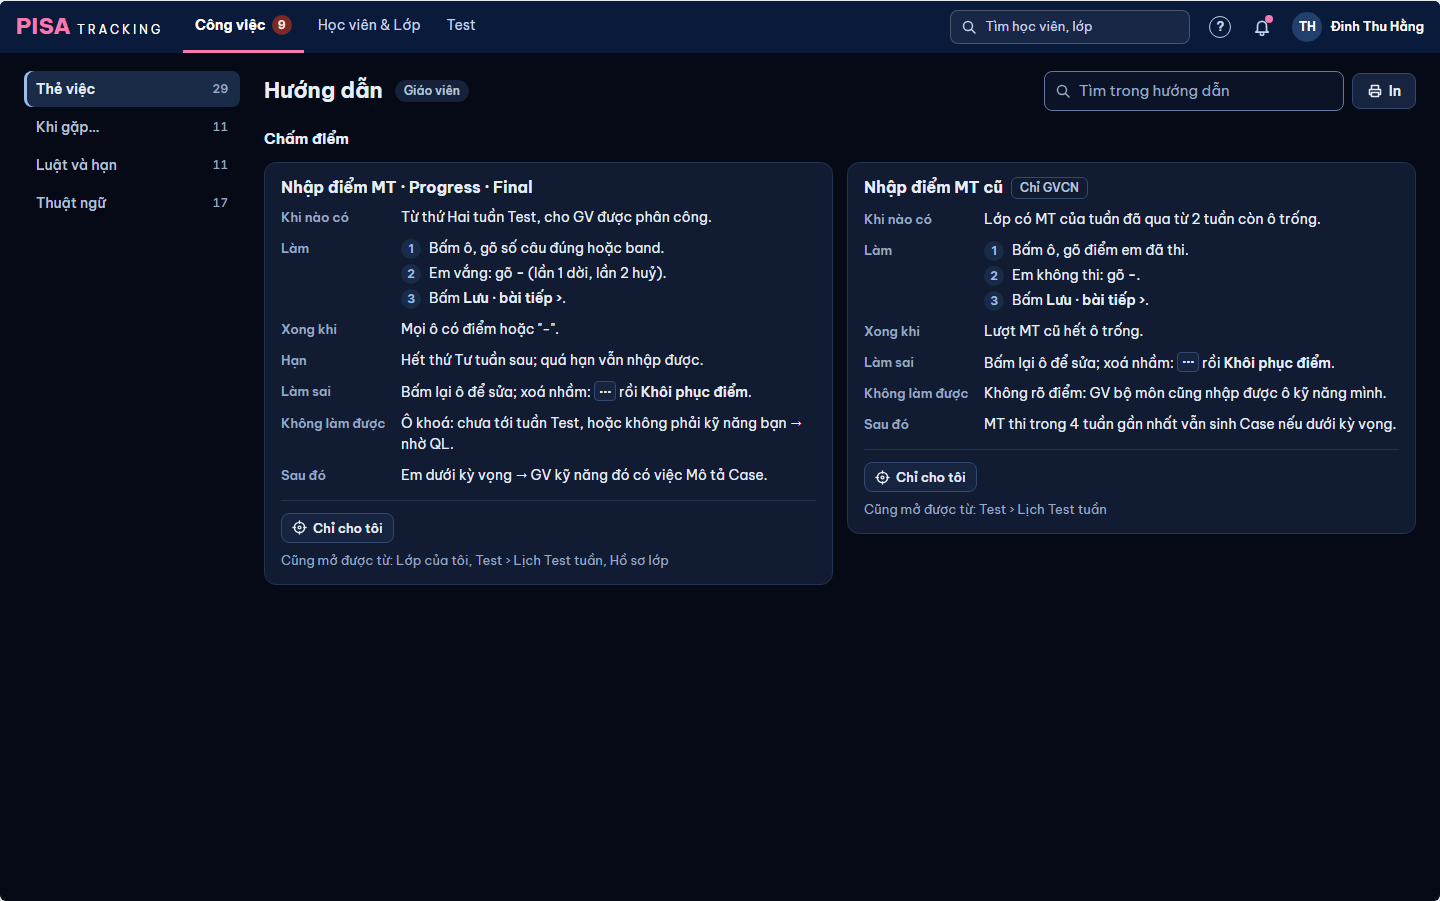 PISA TRACKING
Công việc 9
Học viên & Lớp
Test
Tìm học viên, lớp
?
TH
Đinh Thu Hằng
Thẻ việc 29
Khi gặp... 11
Luật và hạn 11
Thuật ngữ 17
Hướng dẫn
Giáo viên
Tìm trong hướng dẫn
In
Chấm điểm
Nhập điểm MT · Progress · Final
Khi nào có Từ thứ Hai tuần Test, cho GV được phân công.
Làm 1 Bấm ô, gõ số câu đúng hoặc band.
2 Em vắng: gõ - (lần 1 dời, lần 2 huỷ).
3 Bấm Lưu · bài tiếp ›.
Xong khi Mọi ô có điểm hoặc "-".
Hạn Hết thứ Tư tuần sau; quá hạn vẫn nhập được.
Làm sai Bấm lại ô để sửa; xoá nhầm: ... rồi Khôi phục điểm.
Không làm được Ô khoá: chưa tới tuần Test, hoặc không phải kỹ năng bạn →
nhờ QL.
Sau đó Em dưới kỳ vọng → GV kỹ năng đó có việc Mô tả Case.
Chỉ cho tôi
Cũng mở được từ: Lớp của tôi, Test › Lịch Test tuần, Hồ sơ lớp
Nhập điểm MT cũ Chỉ GVCN
Khi nào có Lớp có MT của tuần đã qua từ 2 tuần còn ô trống.
Làm 1 Bấm ô, gõ điểm em đã thi.
2 Em không thi: gõ -.
3 Bấm Lưu · bài tiếp ›.
Xong khi Lượt MT cũ hết ô trống.
Làm sai Bấm lại ô để sửa; xoá nhầm: ... rồi Khôi phục điểm.
Không làm được Không rõ điểm: GV bộ môn cũng nhập được ô kỹ năng mình.
Sau đó MT thi trong 4 tuần gần nhất vẫn sinh Case nếu dưới kỳ vọng.
Chỉ cho tôi
Cũng mở được từ: Test › Lịch Test tuần